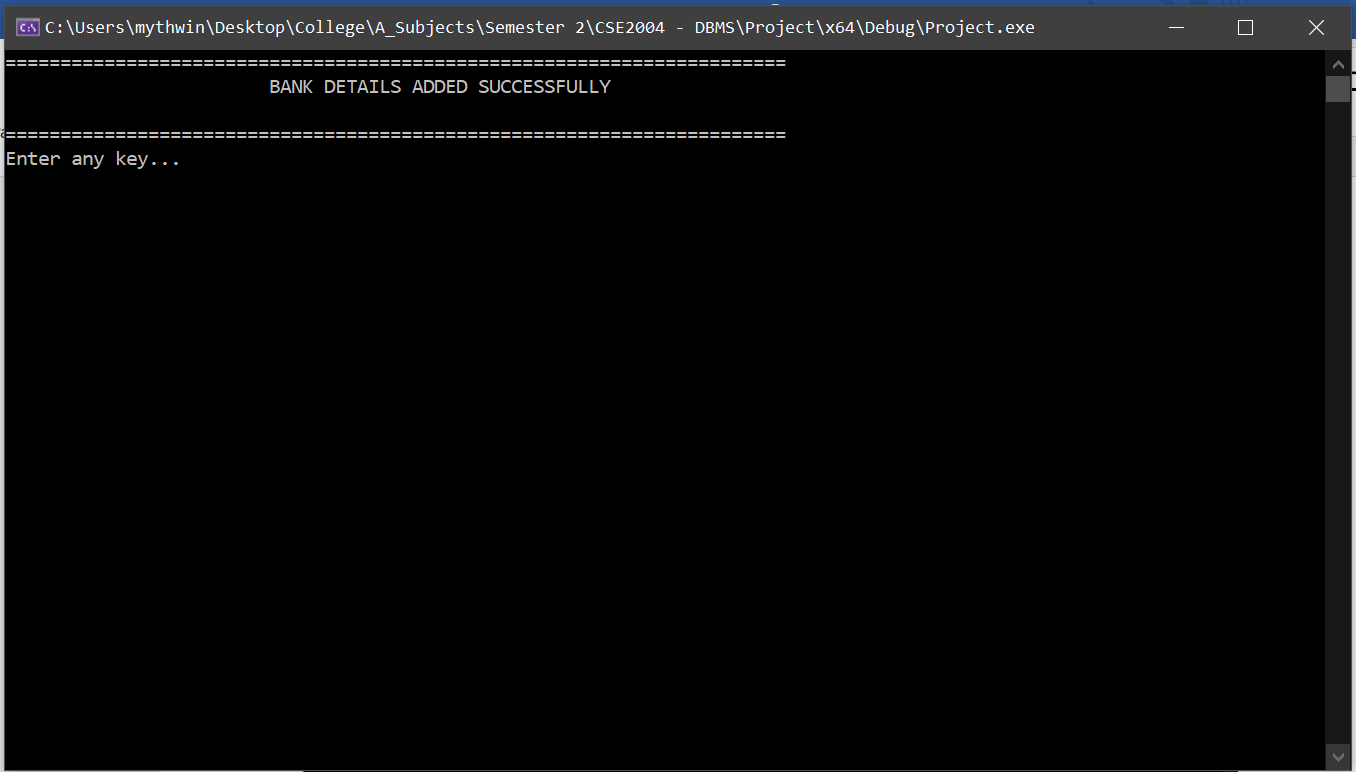 C:\Users\mythwin\Desktop\College\A_Subjects\Semester 2\CSE2004 - DBMS\Project\x64\Debug\Project.exe
=======================================================================
BANK DETAILS ADDED SUCCESSFULLY
=======================================================================
Enter any key...